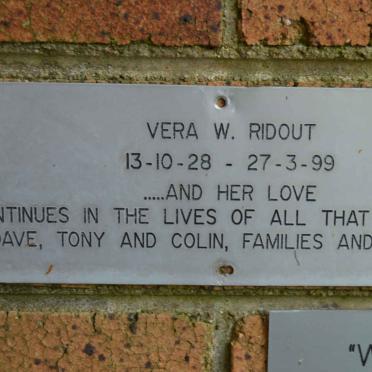 VERA W. RIDOUT
13-10-28 - 27-3-99
.....AND HER LOVE
NTINUES IN THE LIVES OF ALL THAT
AVE, TONY AND COLIN, FAMILIES AND
"W